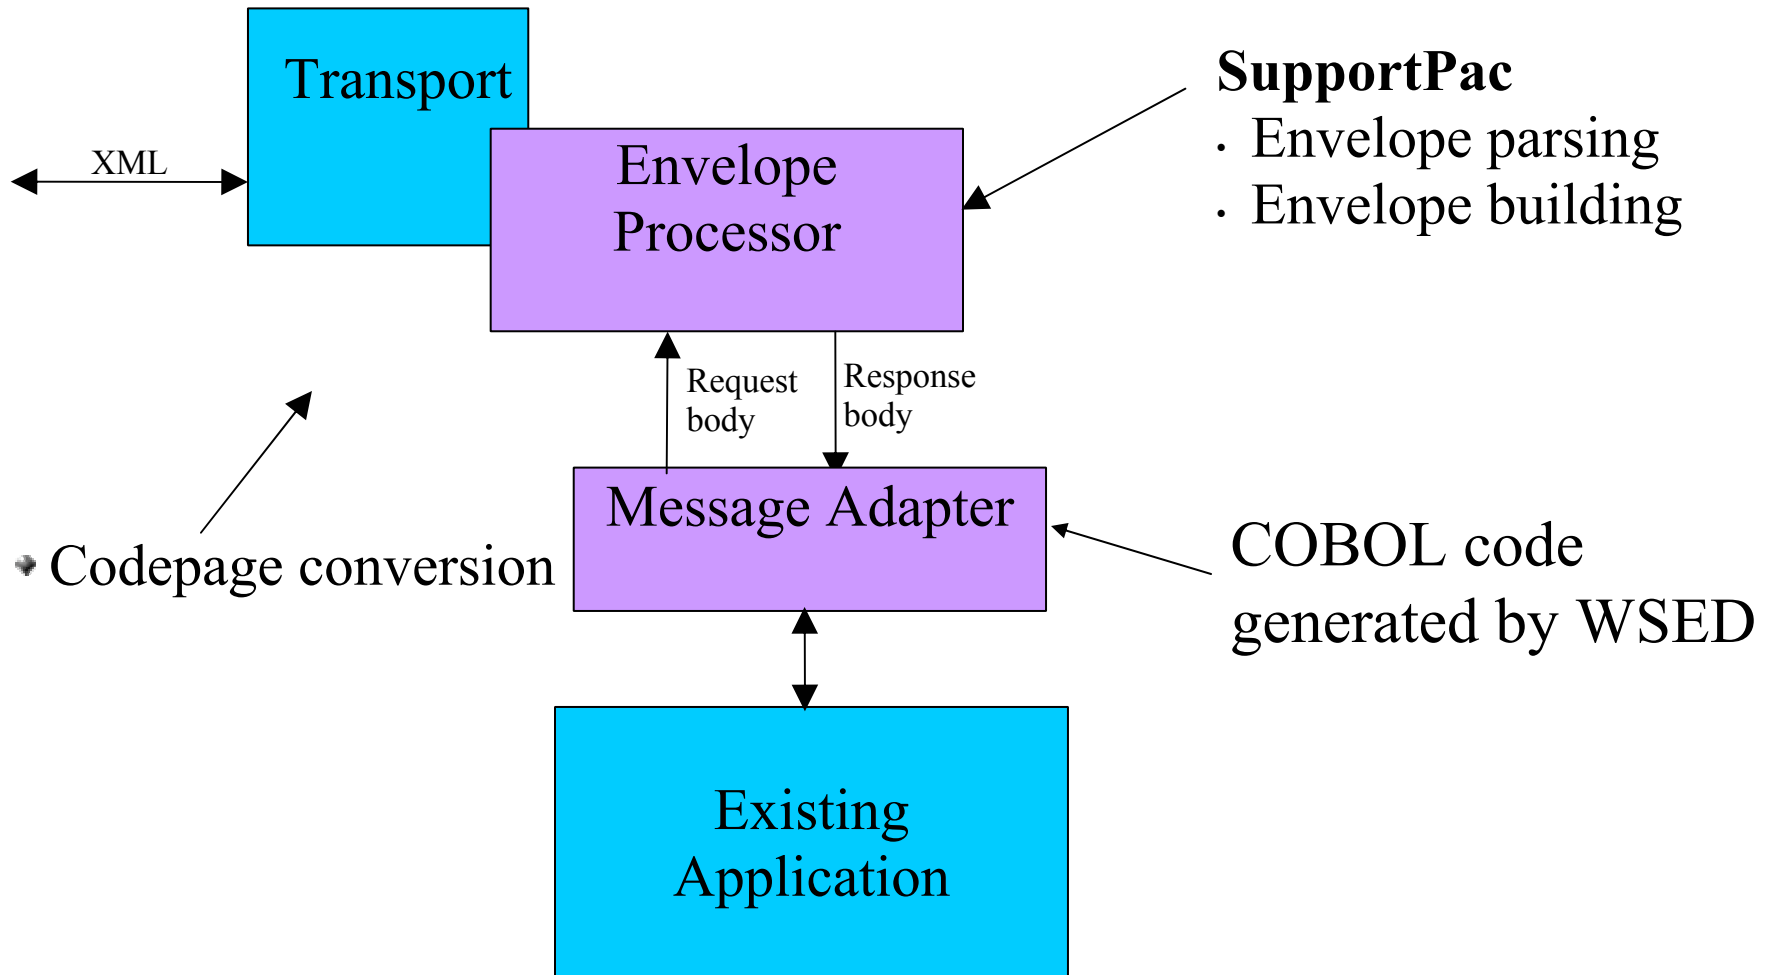 Transport
XML
Envelope
Processor
SupportPac
· Envelope parsing
· Envelope building
Request
body
Response
body
Message Adapter
Codepage conversion
COBOL code
generated by WSED
Existing
Application